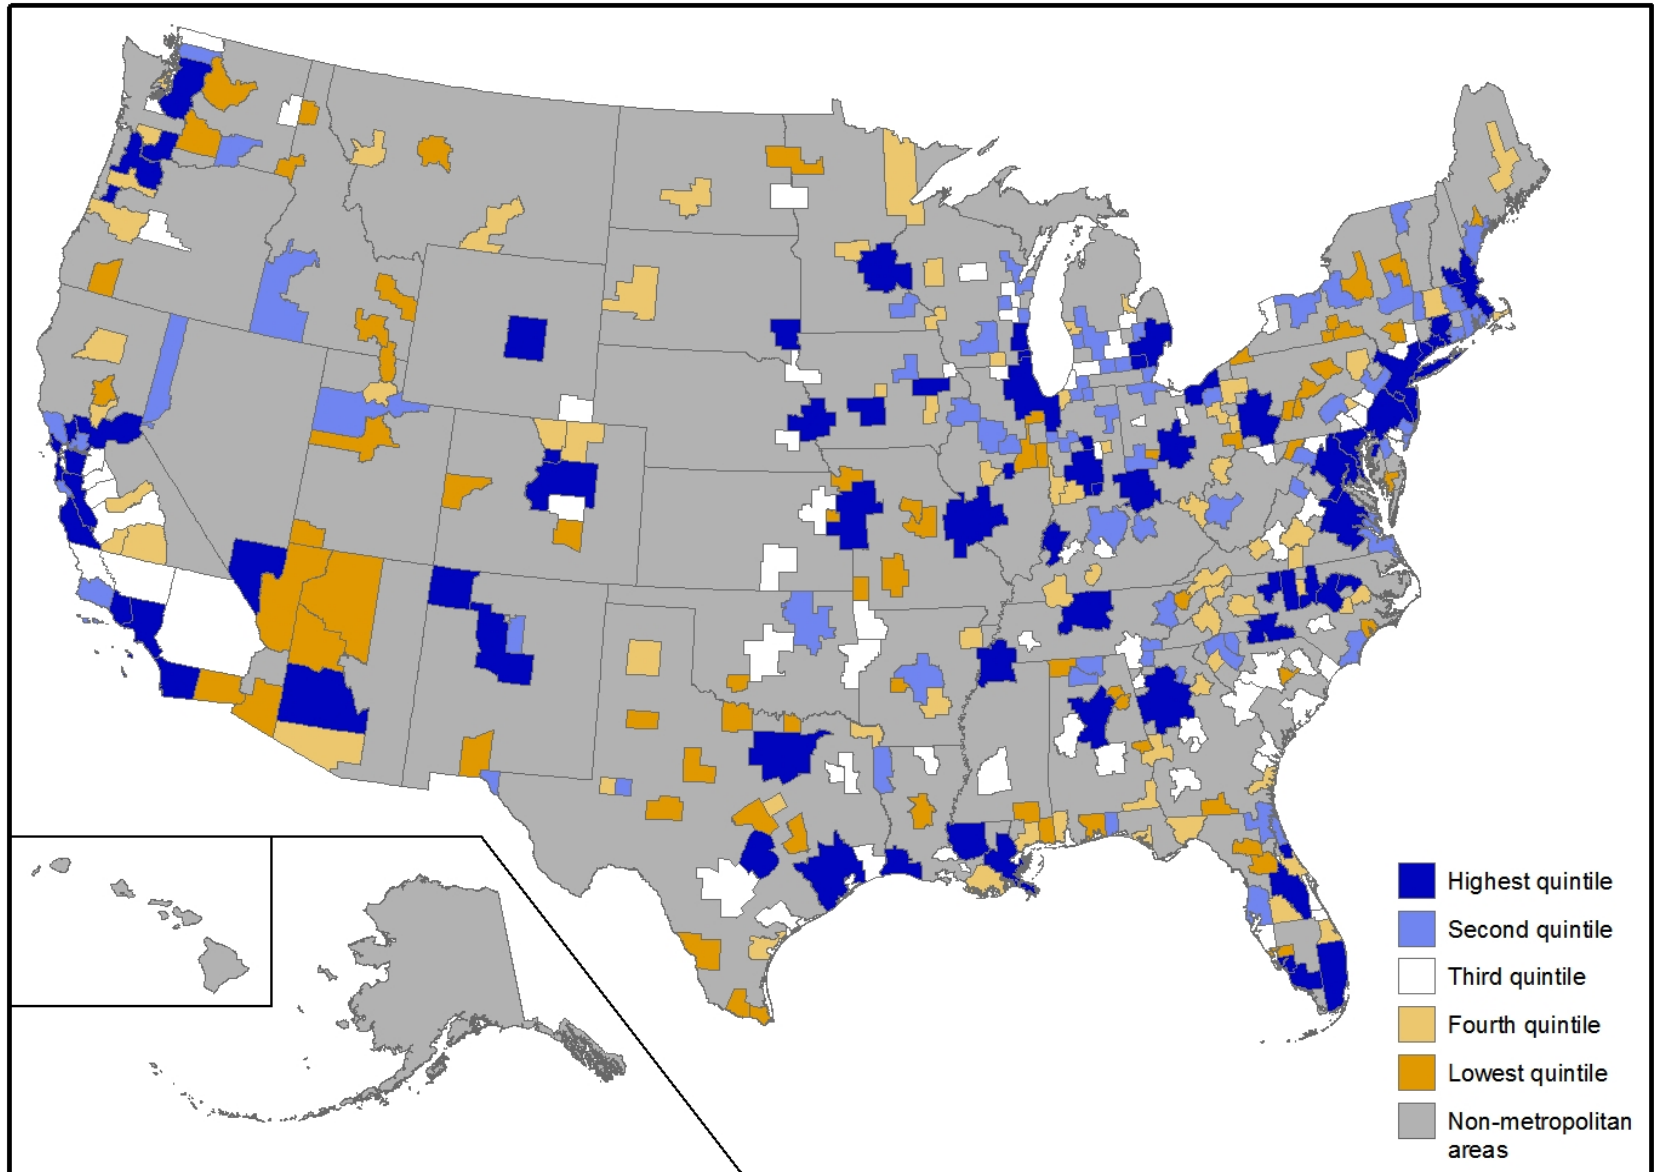 Highest quintile
Second quintile
Third quintile
Fourth quintile
Lowest quintile
Non-metropolitan
areas